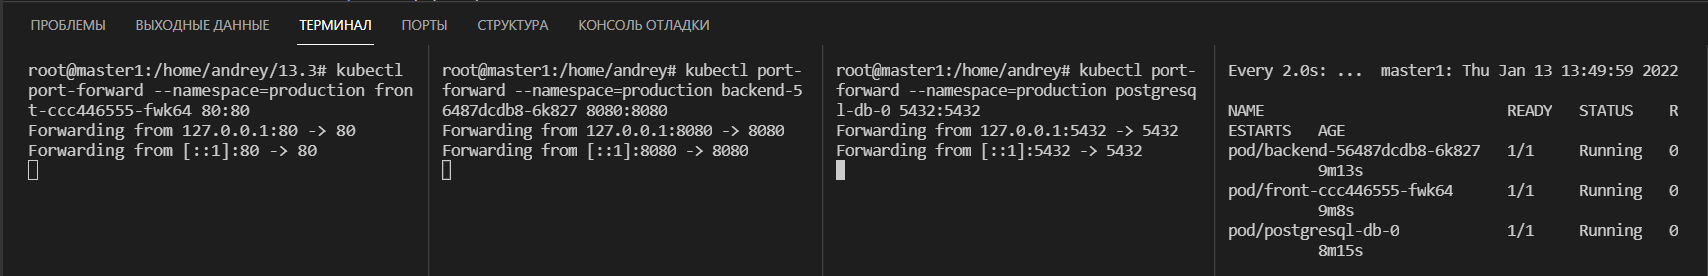 ПРОБЛЕМЫ ВЫХОДНЫЕ ДАННЫЕ ТЕРМИНАЛ ПОРТЫ СТРУКТУРА КОНСОЛЬ ОТЛАДКИ
root@master1:/home/andrey/13.3# kubectl
port-forward --namespace=production fron
t-ccc446555-fwk64 80:80
Forwarding from 127.0.0.1:80 -> 80
Forwarding from [::1]:80 -> 80
root@master1:/home/andrey# kubectl port-
forward --namespace=production backend-5
6487dcdb8-6k827 8080:8080
Forwarding from 127.0.0.1:8080 -> 8080
Forwarding from [::1]:8080 -> 8080
root@master1:/home/andrey# kubectl port-
forward --namespace=production postgresq
l-db-0 5432:5432
Forwarding from 127.0.0.1:5432 -> 5432
Forwarding from [::1]:5432 -> 5432
Every 2.0s: ...  master1: Thu Jan 13 13:49:59 2022
NAME                           READY   STATUS    R
ESTARTS   AGE
pod/backend-56487dcdb8-6k827   1/1     Running   0
          9m13s
pod/front-ccc446555-fwk64      1/1     Running   0
          9m8s
pod/postgresql-db-0            1/1     Running   0
          8m15s